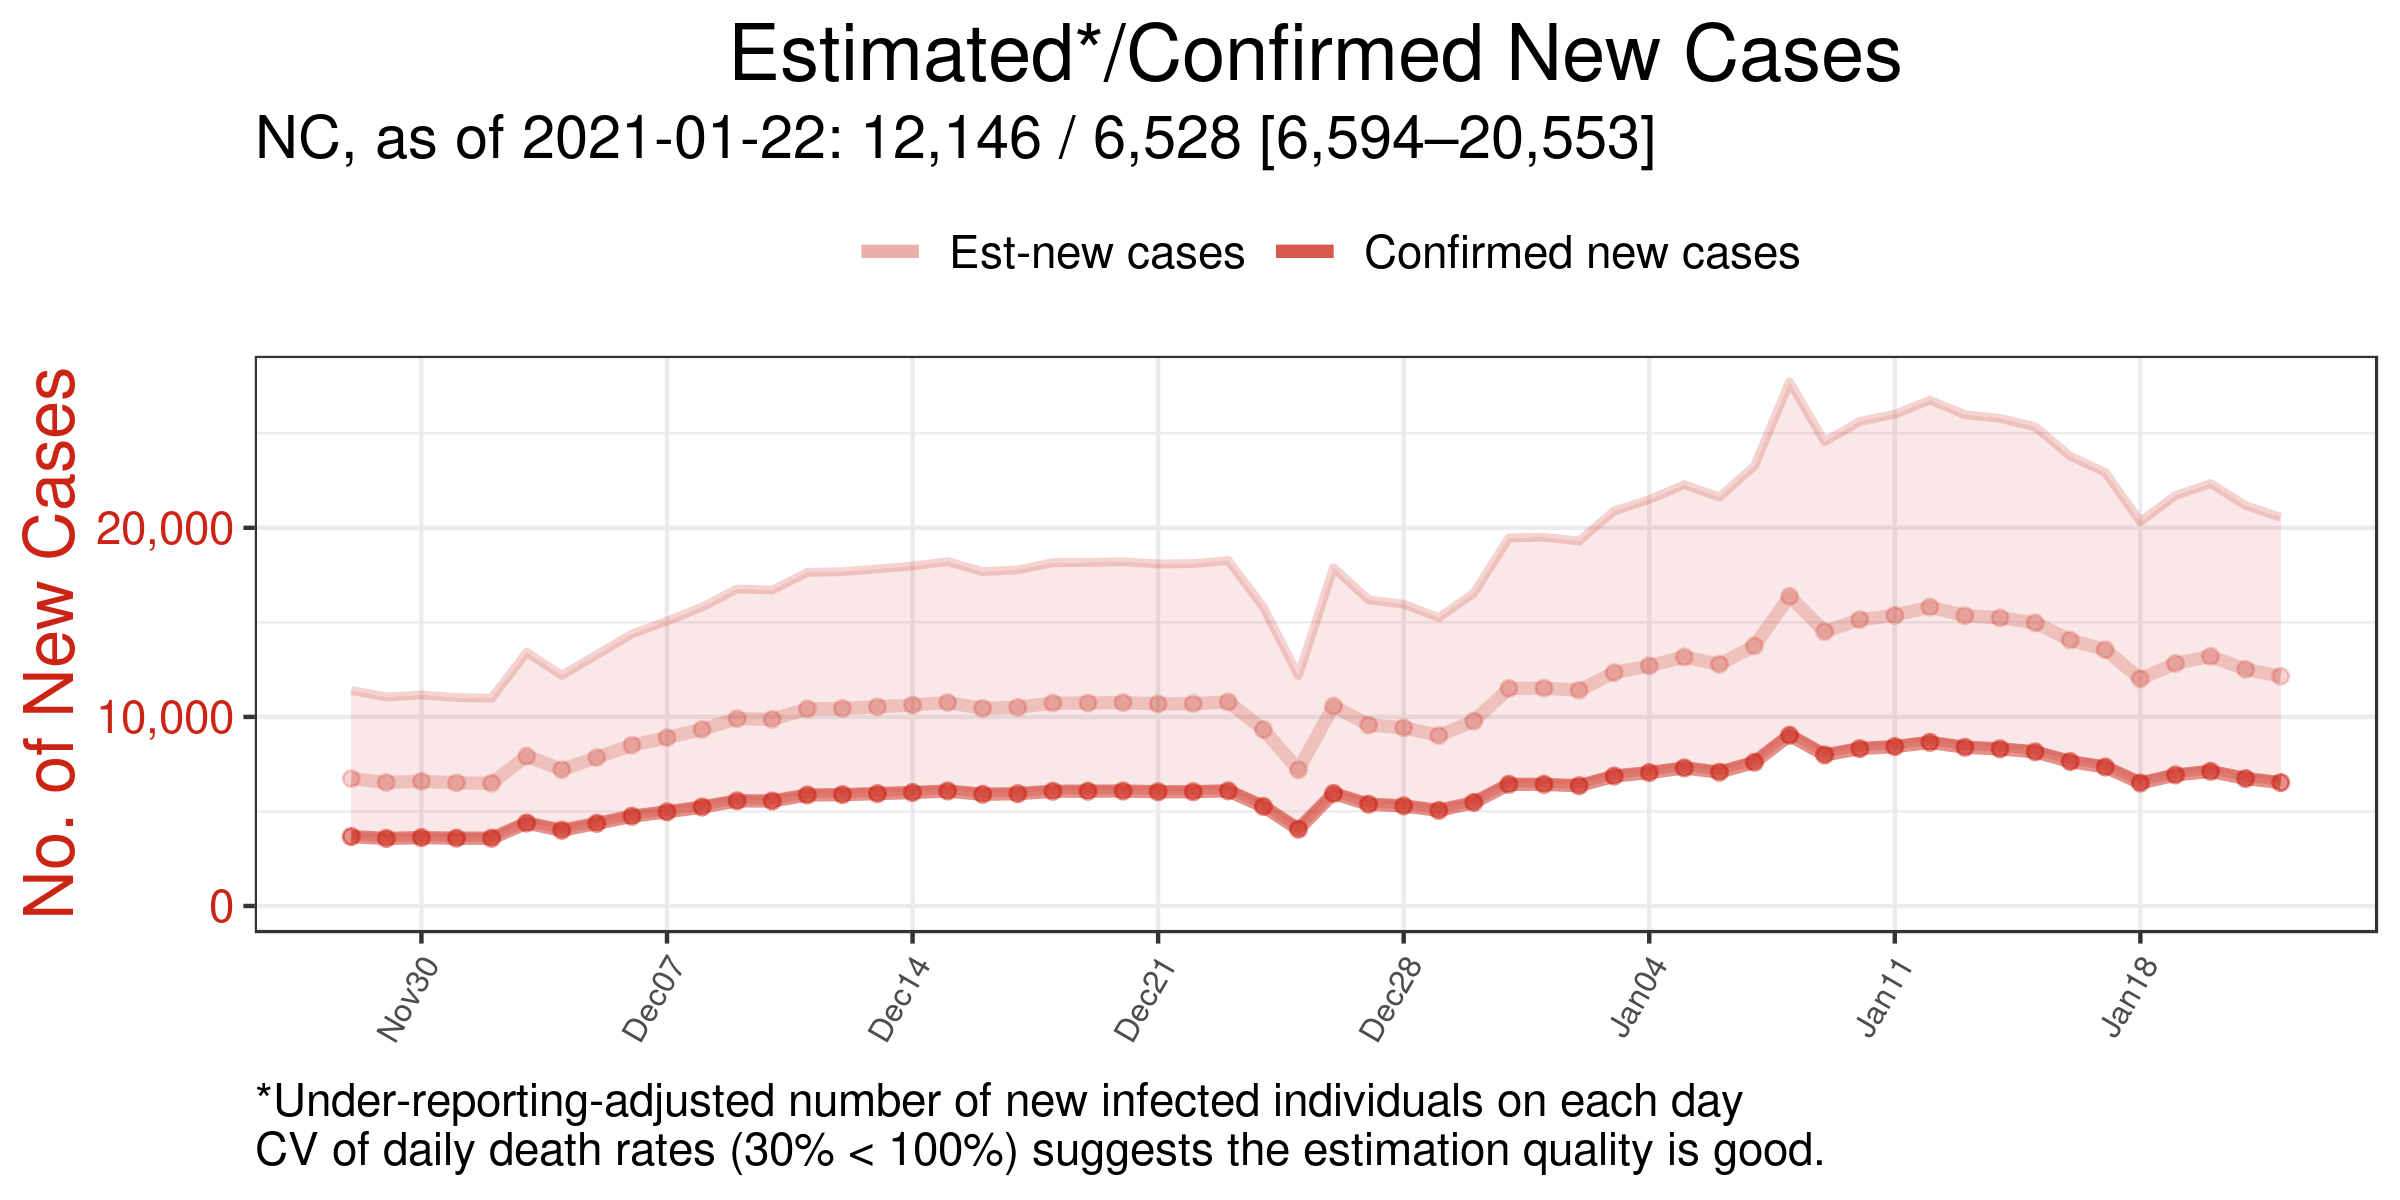 Estimated*/Confirmed New Cases
NC, as of 2021-01-22: 12,146 / 6,528 [6,594–20,553]
Est-new cases
Confirmed new cases
No. of New Cases
20,000
10,000
0
Nov30
Dec07
Dec14
Dec21
Dec28
Jan04
Jan11
Jan18
*Under-reporting-adjusted number of new infected individuals on each day
CV of daily death rates (30% < 100%) suggests the estimation quality is good.